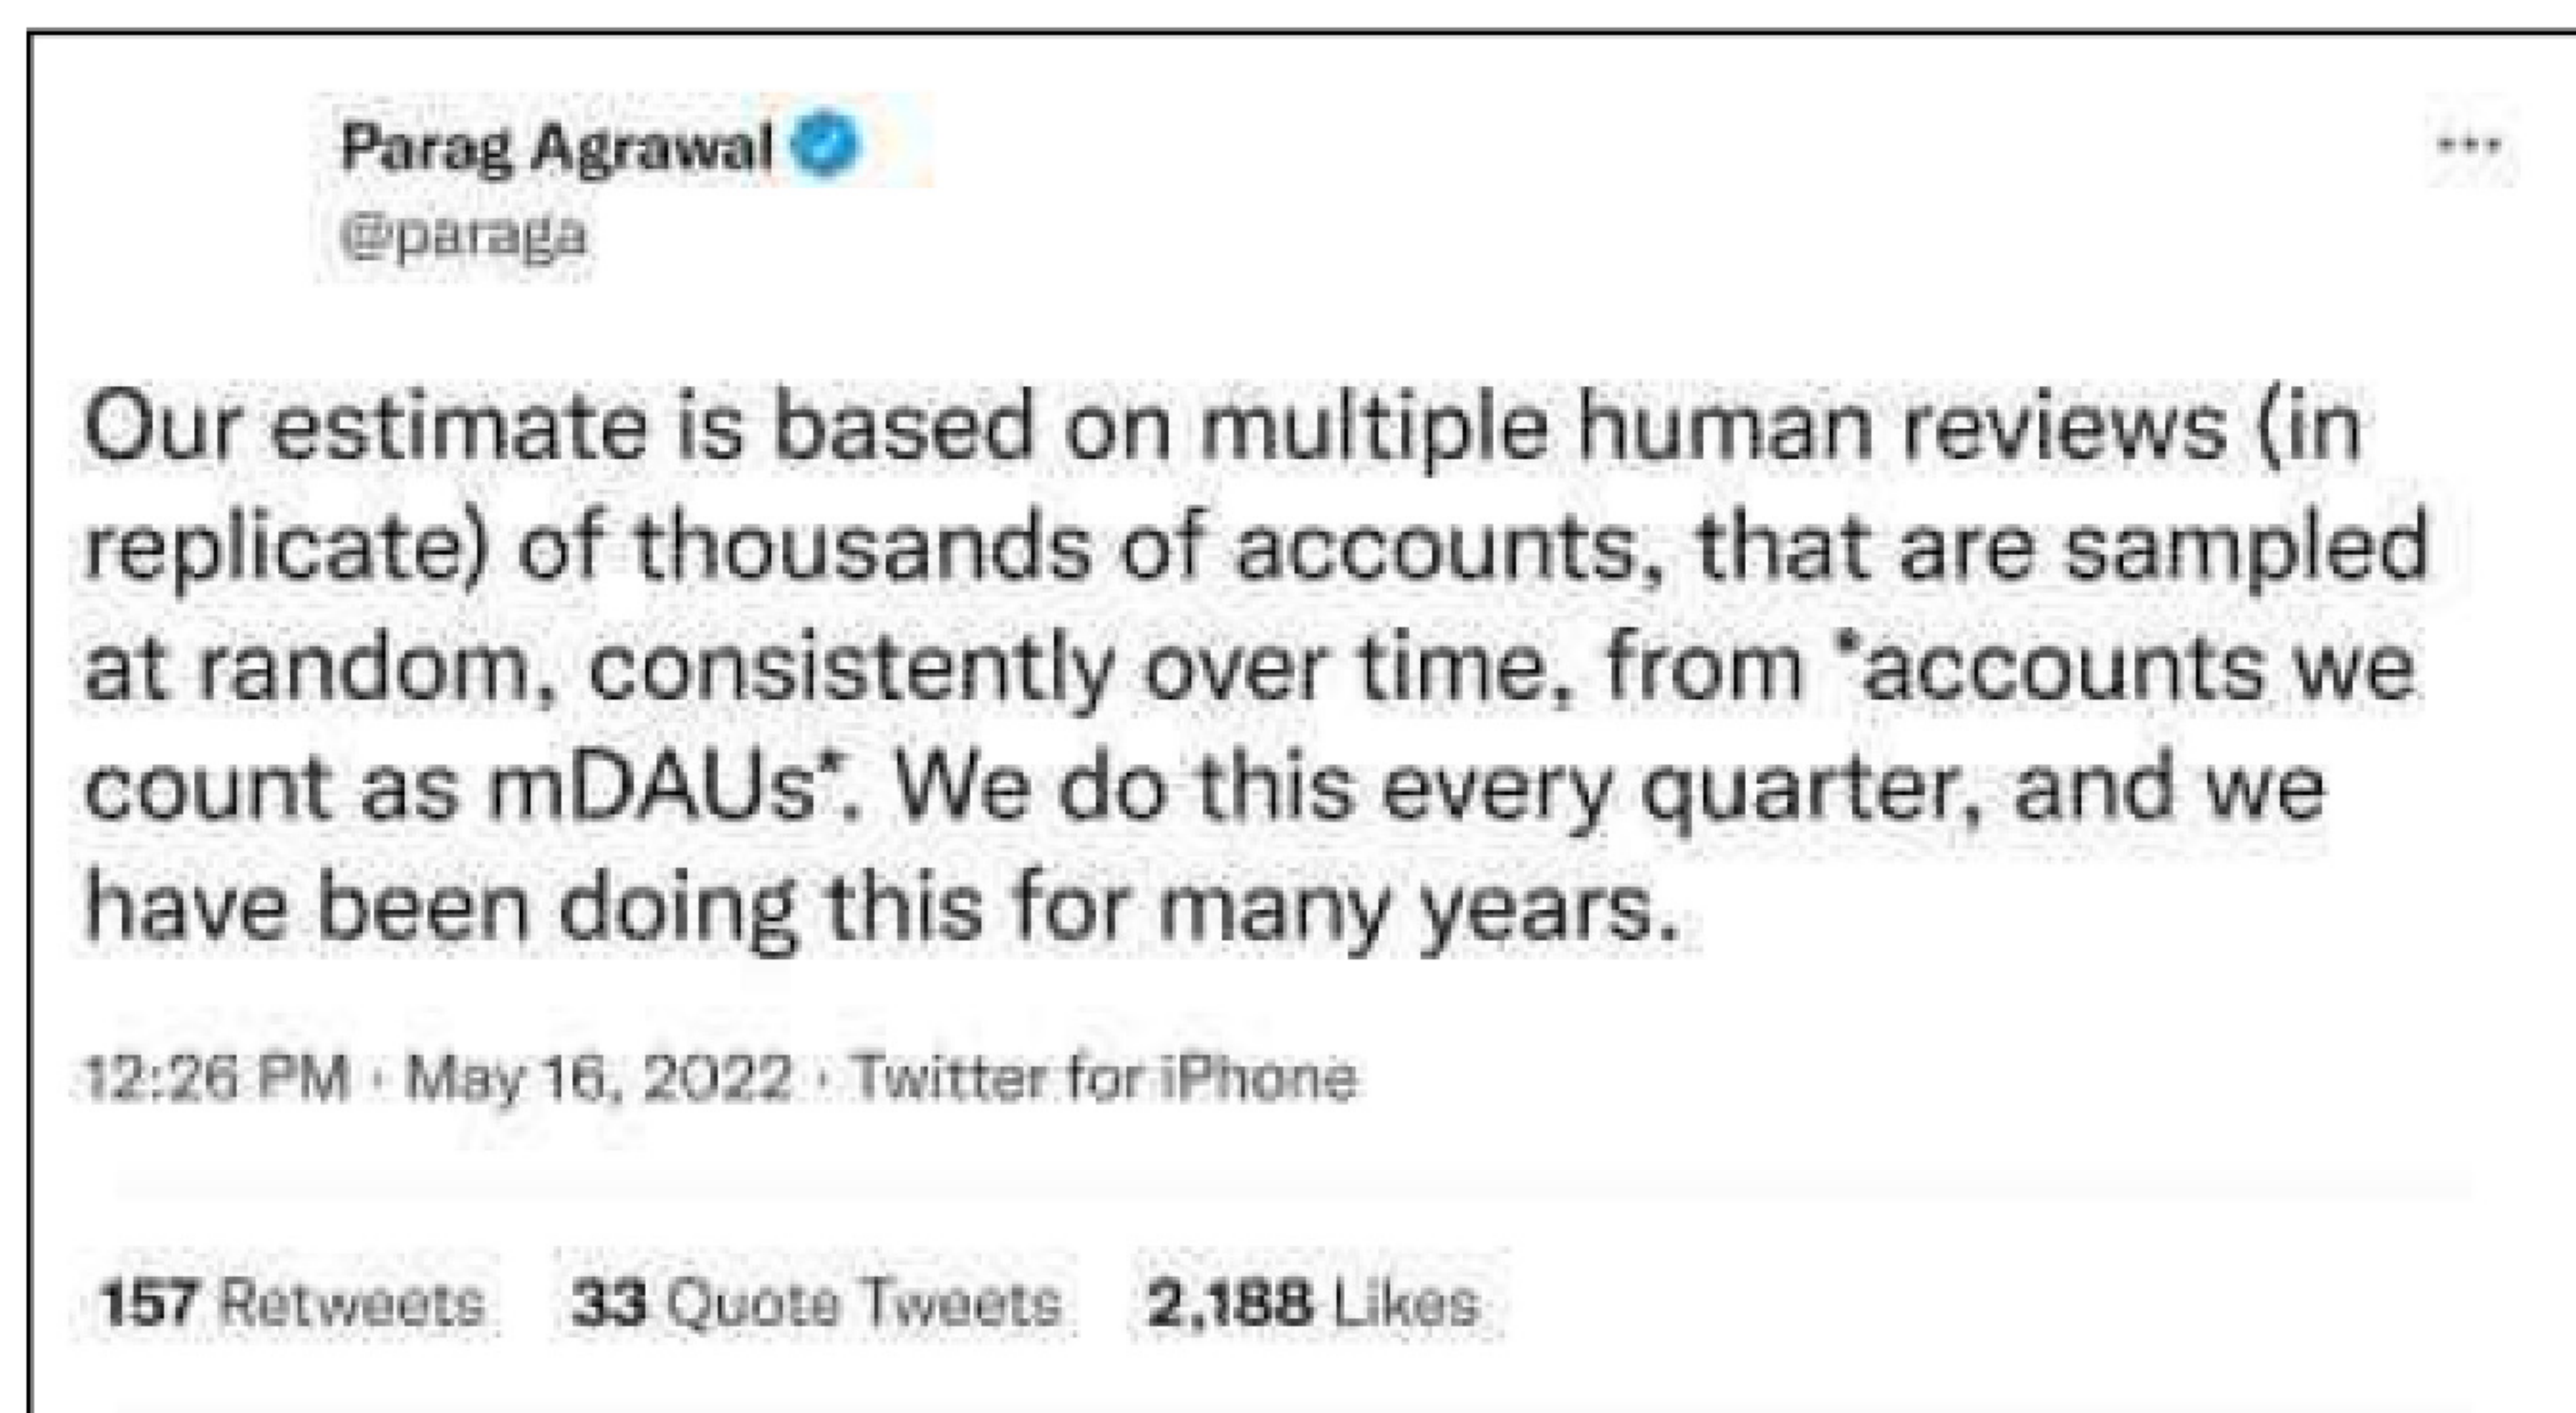 Parag Agrawal
@paraga
Our estimate is based on multiple human reviews (in
replicate) of thousands of accounts, that are sampled
at random, consistently over time, from *accounts we
count as mDAUs*. We do this every quarter, and we
have been doing this for many years.
12:26 PM · May 16, 2022 · Twitter for iPhone
157 Retweets 33 Quote Tweets 2,188 Likes